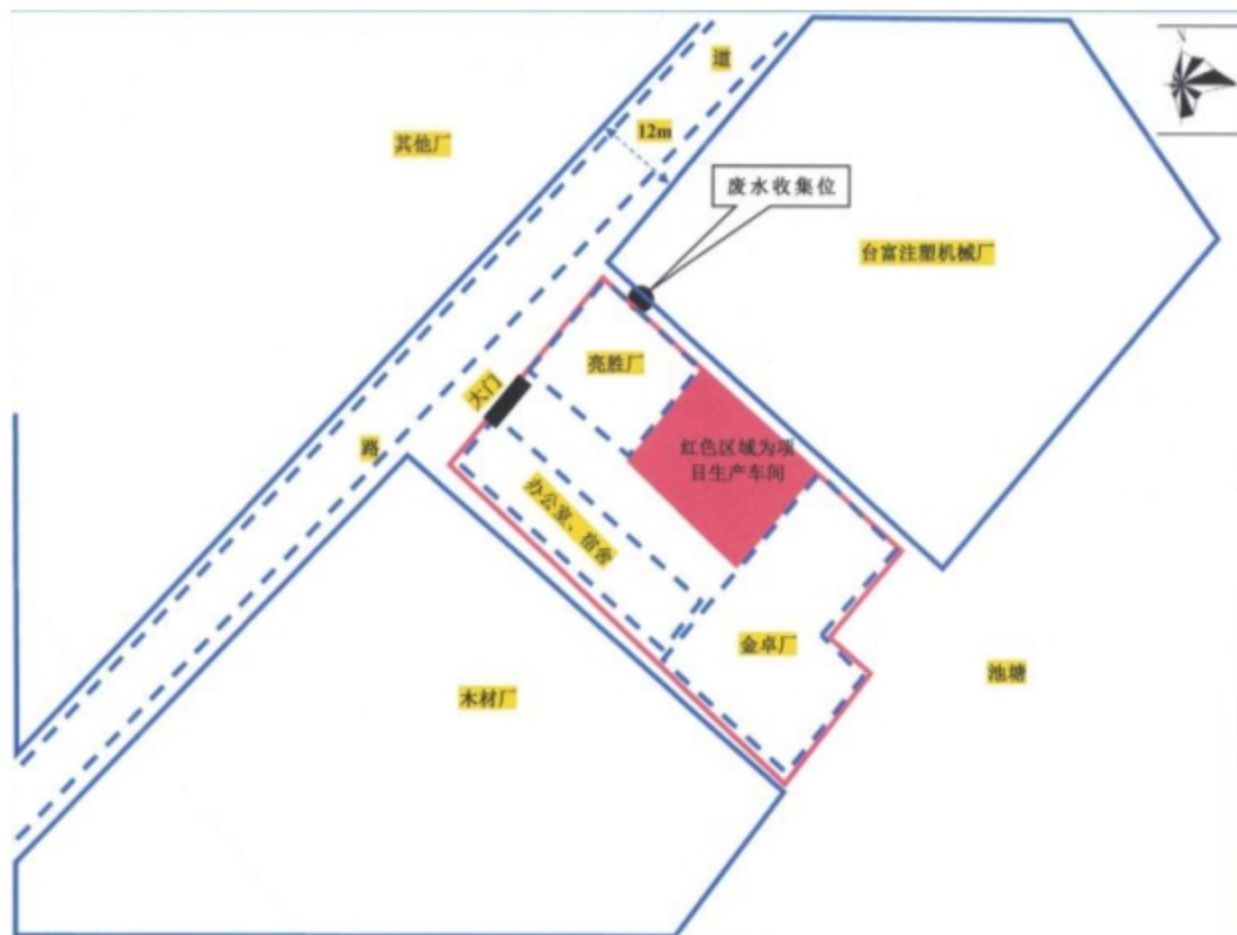 道
N
12m
其他厂
废水收集位
台富注塑机械厂
亮胜厂
大门
路
红色区域为项
目生产车间
办公室、宿舍
金卓厂
池塘
木材厂